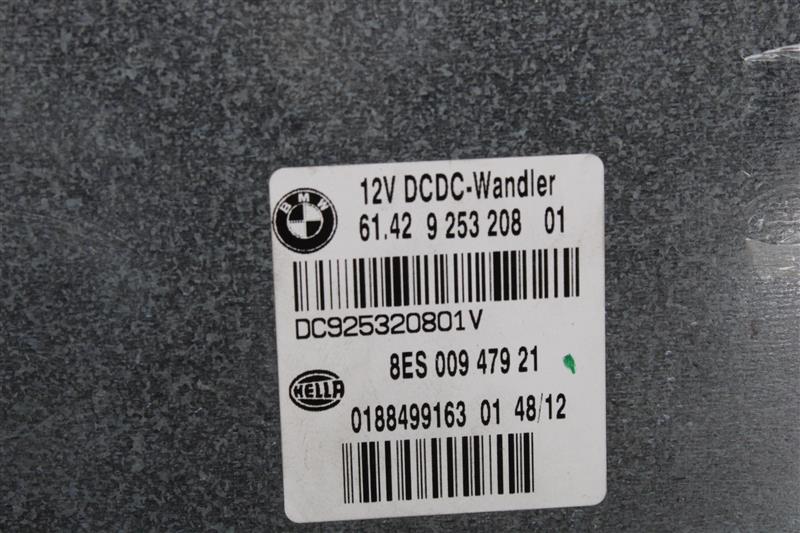 BMW
12V DCDC-Wandler
61.42 9 253 208 01
DC925320801V
8ES 009 479 21
HELLA
0188499163 01 48/12